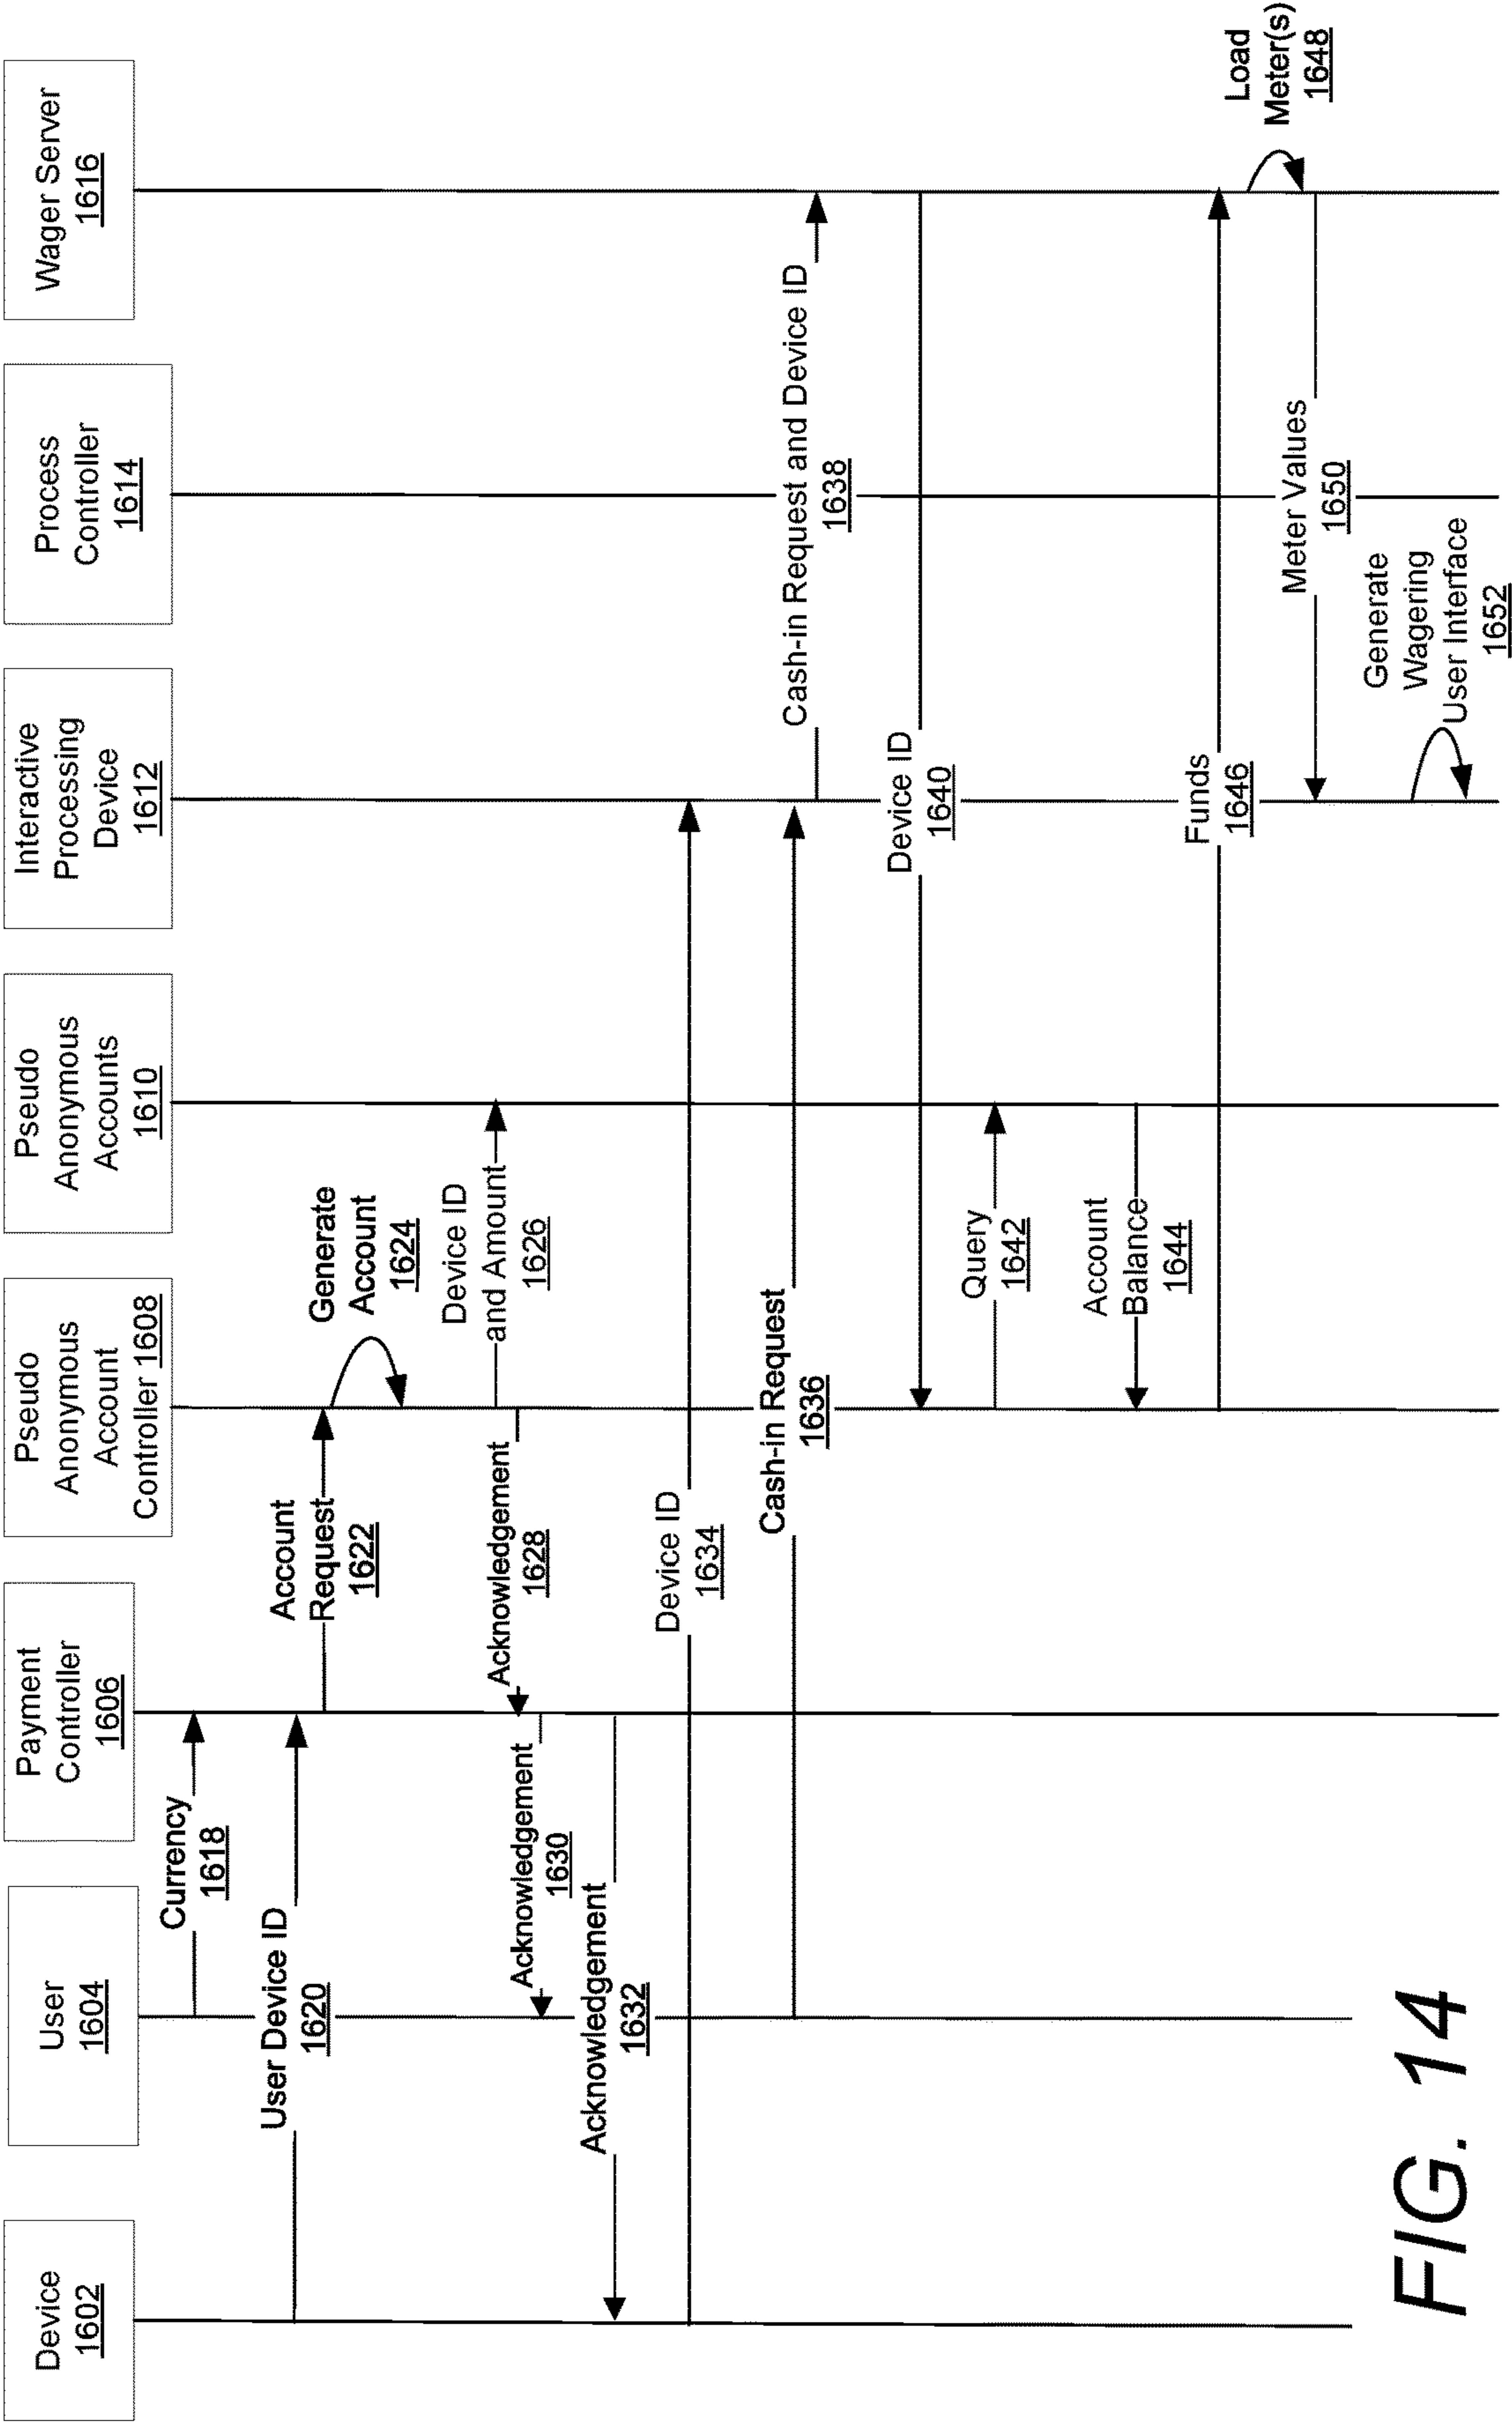 Device
1602
User
1604
Payment
Controller
1606
Pseudo
Anonymous
Account
Controller 1608
Pseudo
Anonymous
Accounts
1610
Interactive
Processing
Device
1612
Process
Controller
1614
Wager Server
1616
Currency
1618
User Device ID
1620
Account
Request
1622
Generate
Account
1624
Device ID
and Amount
1626
Acknowledgement
1628
Acknowledgement
1630
Acknowledgement
1632
Device ID
1634
Cash-in Request
1636
Cash-in Request and Device ID
1638
Device ID
1640
Query
1642
Account
Balance
1644
Funds
1646
Load
Meter(s)
1648
Meter Values
1650
Generate
Wagering
User Interface
1652
FIG. 14